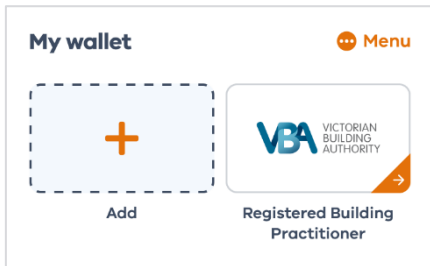 My wallet
Menu
VBA
VICTORIAN
BUILDING
AUTHORITY
Add
Registered Building
Practitioner